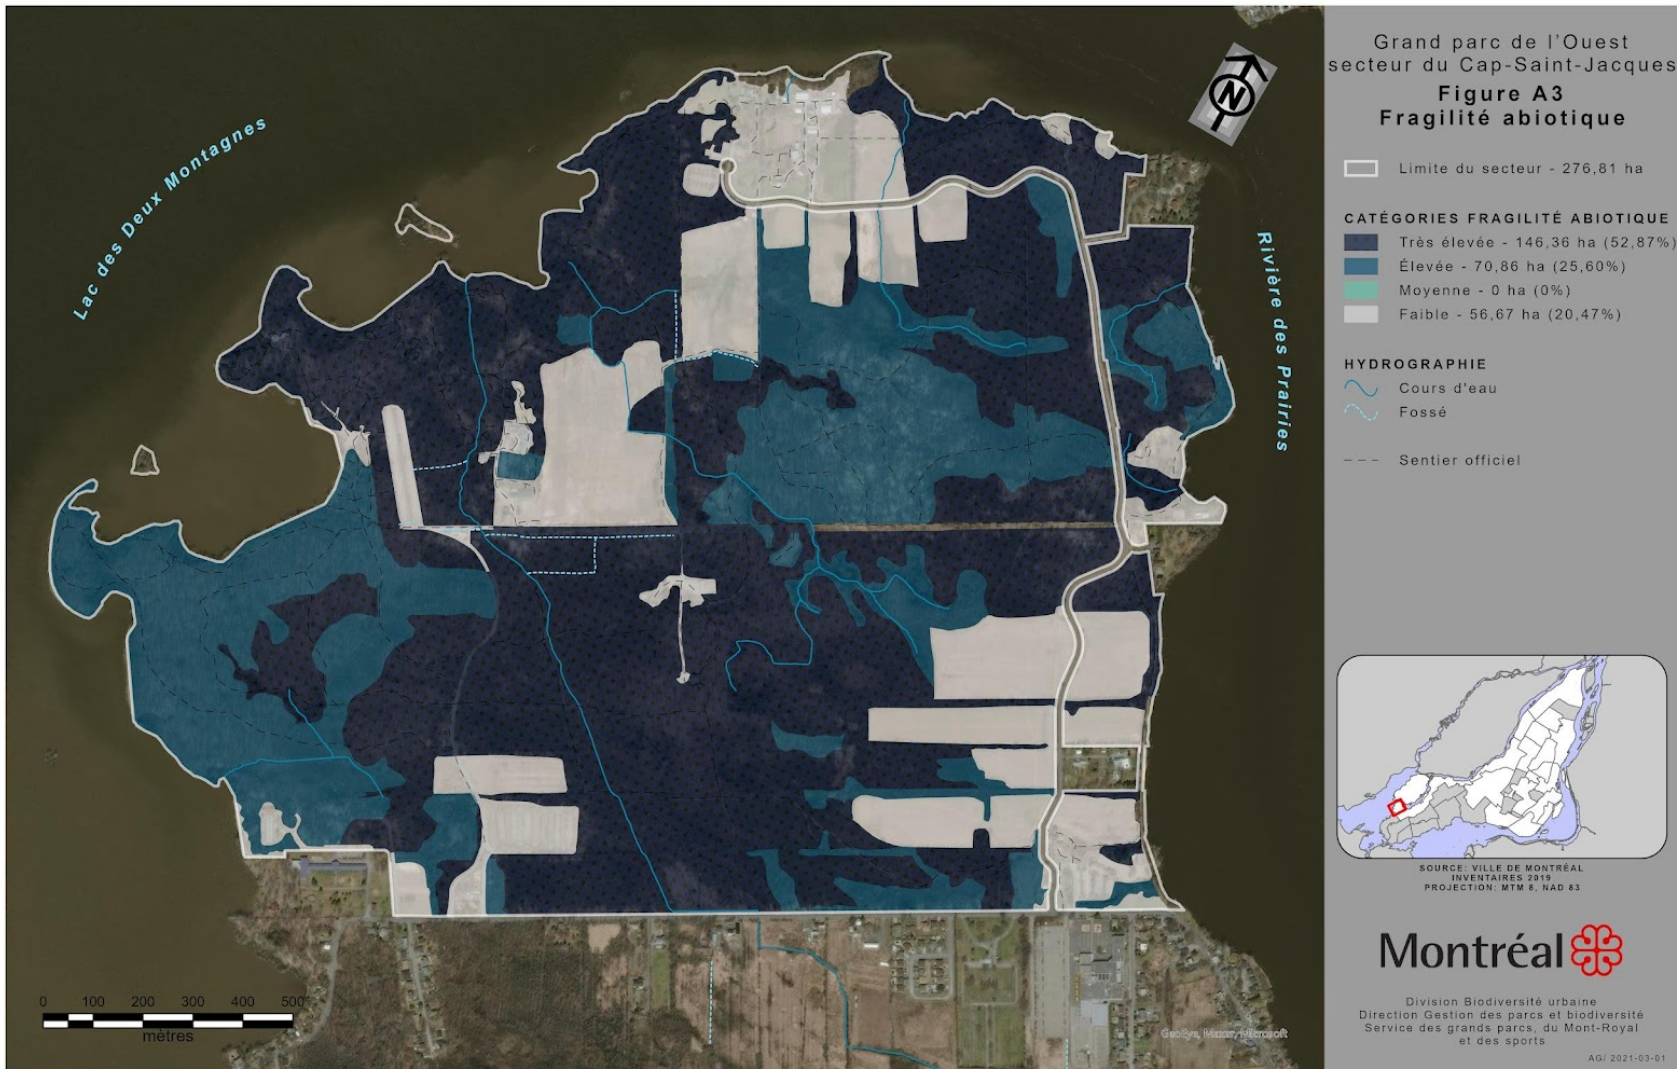 Grand parc de l'Ouest
secteur du Cap-Saint-Jacques
Figure A3
Fragilité abiotique
Limite du secteur - 276,81 ha
CATÉGORIES FRAGILITÉ ABIOTIQUE
Très élevée - 146,36 ha (52,87%)
Élevée - 70,86 ha (25,60%)
Moyenne - 0 ha (0%)
Faible - 56,67 ha (20,47%)
HYDROGRAPHIE
Cours d'eau
Fossé
Sentier officiel
Lac des Deux Montagnes
Rivière des Prairies
N
0 100 200 300 400 500
mètres
GeoEye, Maxar, Microsoft
SOURCE: VILLE DE MONTRÉAL
INVENTAIRES 2019
PROJECTION: MTM 8, NAD 83
Montréal
Division Biodiversité urbaine
Direction Gestion des parcs et biodiversité
Service des grands parcs, du Mont-Royal
et des sports
AG/ 2021-03-01